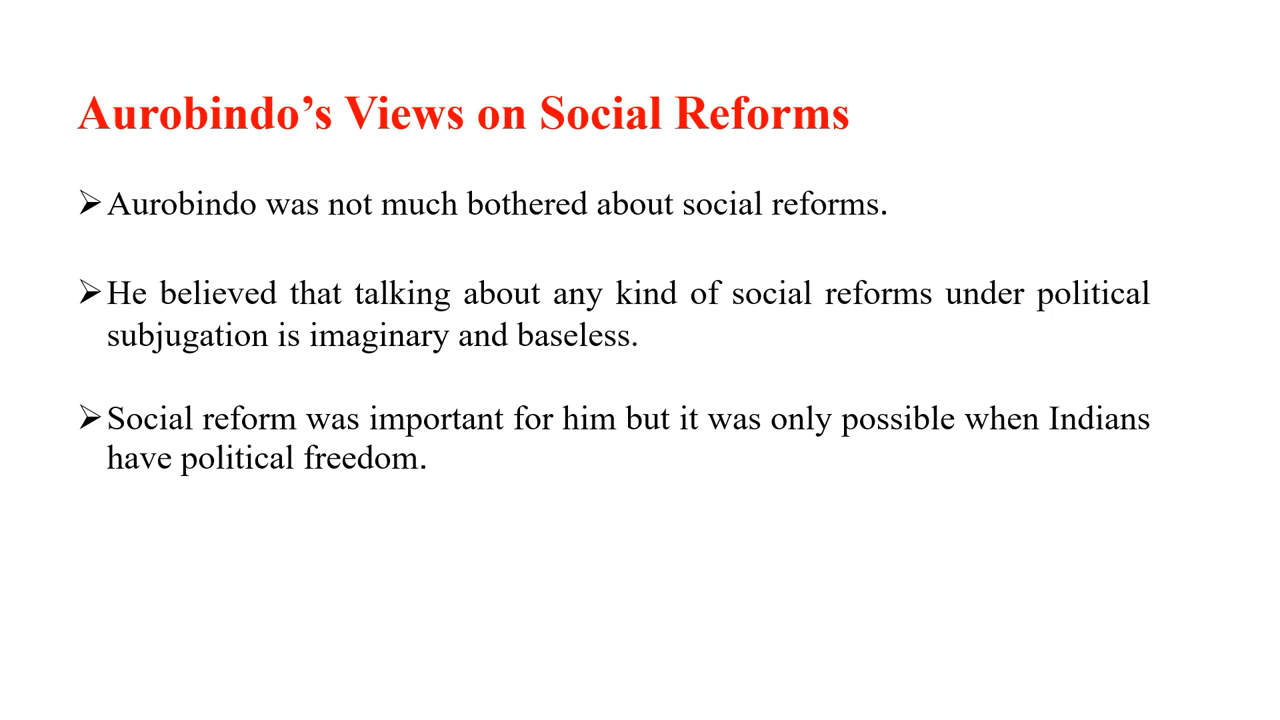 Aurobindo’s Views on Social Reforms
➢ Aurobindo was not much bothered about social reforms.
➢ He believed that talking about any kind of social reforms under political
subjugation is imaginary and baseless.
➢ Social reform was important for him but it was only possible when Indians
have political freedom.